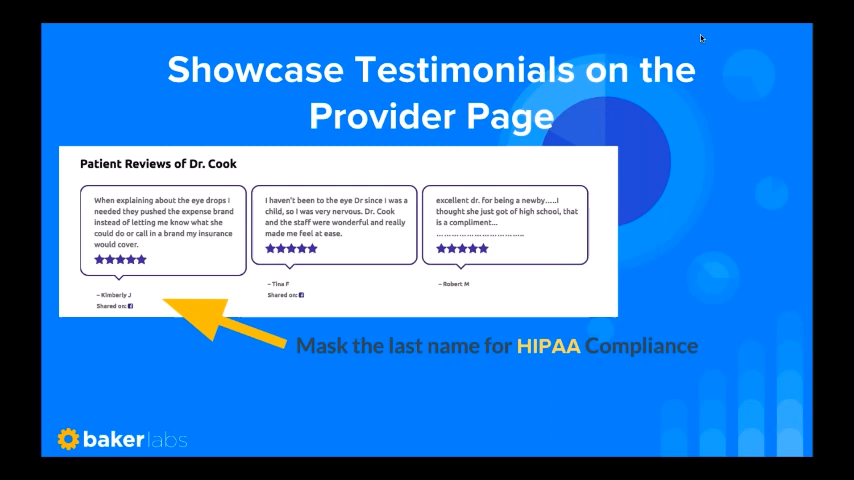 Showcase Testimonials on the
Provider Page
Patient Reviews of Dr. Cook
When explaining about the eye drops I
needed they pushed the expense brand
instead of letting me know what she
could do or call in a brand my insurance
would cover.
– Kimberly J
Shared on:
I haven't been to the eye Dr since I was a
child, so I was very nervous. Dr. Cook
and the staff were wonderful and really
made me feel at ease.
– Tina F
Shared on:
excellent dr. for being a newby.....I
thought she just got of high school, that
is a compliment...
................................
– Robert M
Mask the last name for HIPAA Compliance
bakerlabs